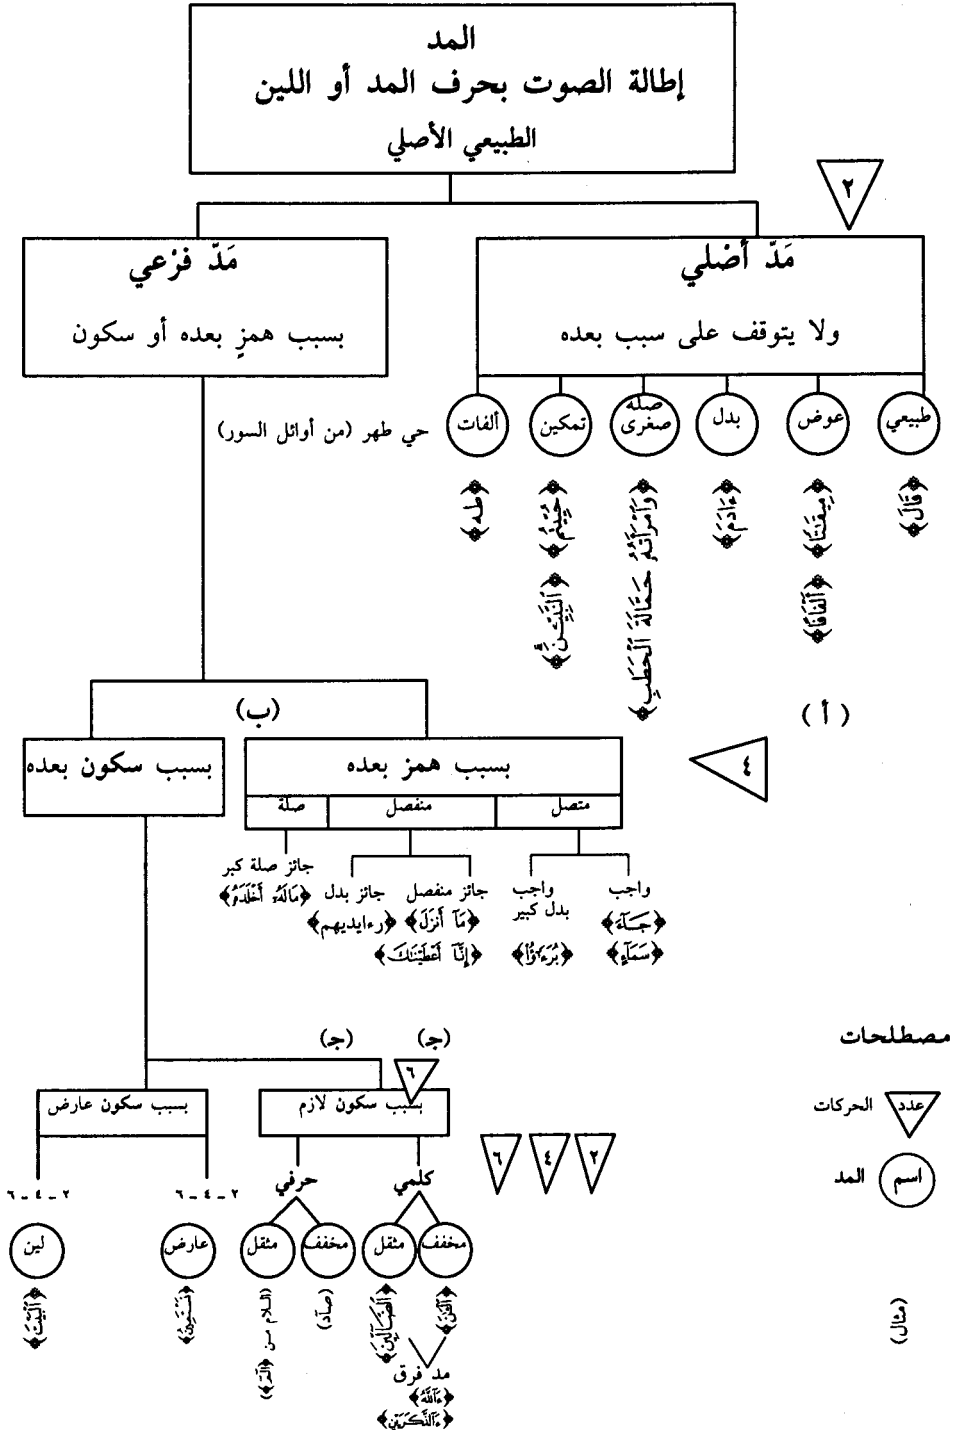 المد
إطالة الصوت بحرف المد أو اللين
الطبيعي الأصلي
٢
مَدّ أَصْلي
ولا يتوقف على سبب بعده
مَدّ فَرْعي
بسبب همزٍ بعده أو سكون
طبيعي
عوض
بدل
صلة صغرى
تمكين
ألفات
حي طهر (من أوائل السور)
﴿قَالَ﴾
﴿مِيقَـٰتًا﴾ ﴿أَلْفَافًا﴾
﴿ءَادَمَ﴾
﴿وَٱمْرَأَتُهُۥ حَمَّالَةَ ٱلْحَطَبِ﴾
﴿حُيِّيتُم﴾ ﴿ٱلنَّبِيِّـۧنَ﴾
﴿طه﴾
(أ)
(ب)
٤
بسبب همز بعده
بسبب سكون بعده
متصل
منفصل
صلة
واجب
﴿جَآءَ﴾
﴿سَمَآءٍ﴾
واجب
بدل كبير
﴿بُرَءَٰٓؤُا﴾
جائز منفصل
﴿مَآ أَنزَلَ﴾
﴿إِنَّآ أَعْطَيْنَـٰكَ﴾
جائز بدل
﴿رءايديهم﴾
جائز صلة كبر
﴿مَالَهُۥٓ أَخْلَدَهُۥ﴾
(جـ)
(جـ)
٦
بسبب سكون لازم
بسبب سكون عارض
٢
٤
٦
كلمي
حرفي
٢ – ٤ – ٦
٢ – ٤ – ٦
مخفف
مثقل
مخفف
مثقل
عارض
لين
﴿ٱلضَّآلِّينَ﴾
(صآد)
(اللام من ﴿الٓمٓ﴾)
﴿نَسْتَعِينُ﴾
﴿ٱلْبَيْتَ﴾
مد فرق
﴿ءَآللَّهُ﴾
﴿ءَآلذَّكَرَيْنِ﴾
مصطلحات
عدد
الحركات
اسم
المد
(مثال)